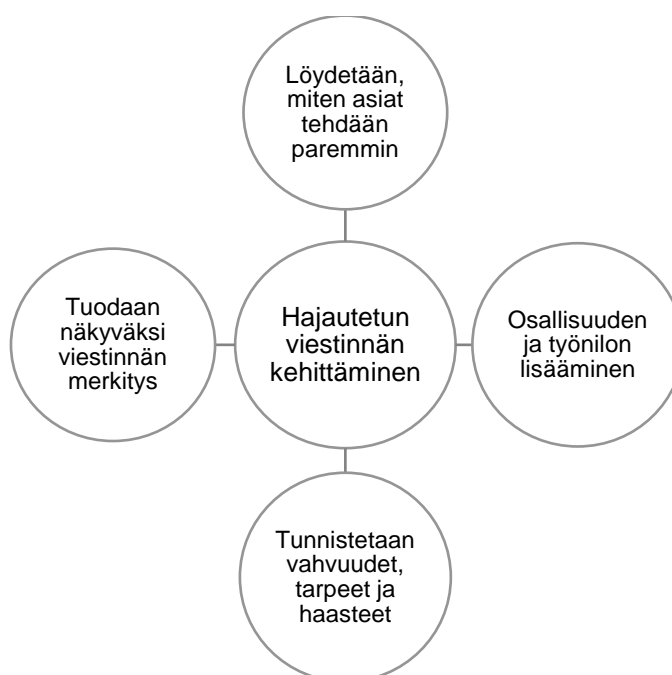 Löydetään,
miten asiat
tehdään
paremmin
Tuodaan
näkyväksi
viestinnän
merkitys
Hajautetun
viestinnän
kehittäminen
Osallisuuden
ja työnilon
lisääminen
Tunnistetaan
vahvuudet,
tarpeet ja
haasteet